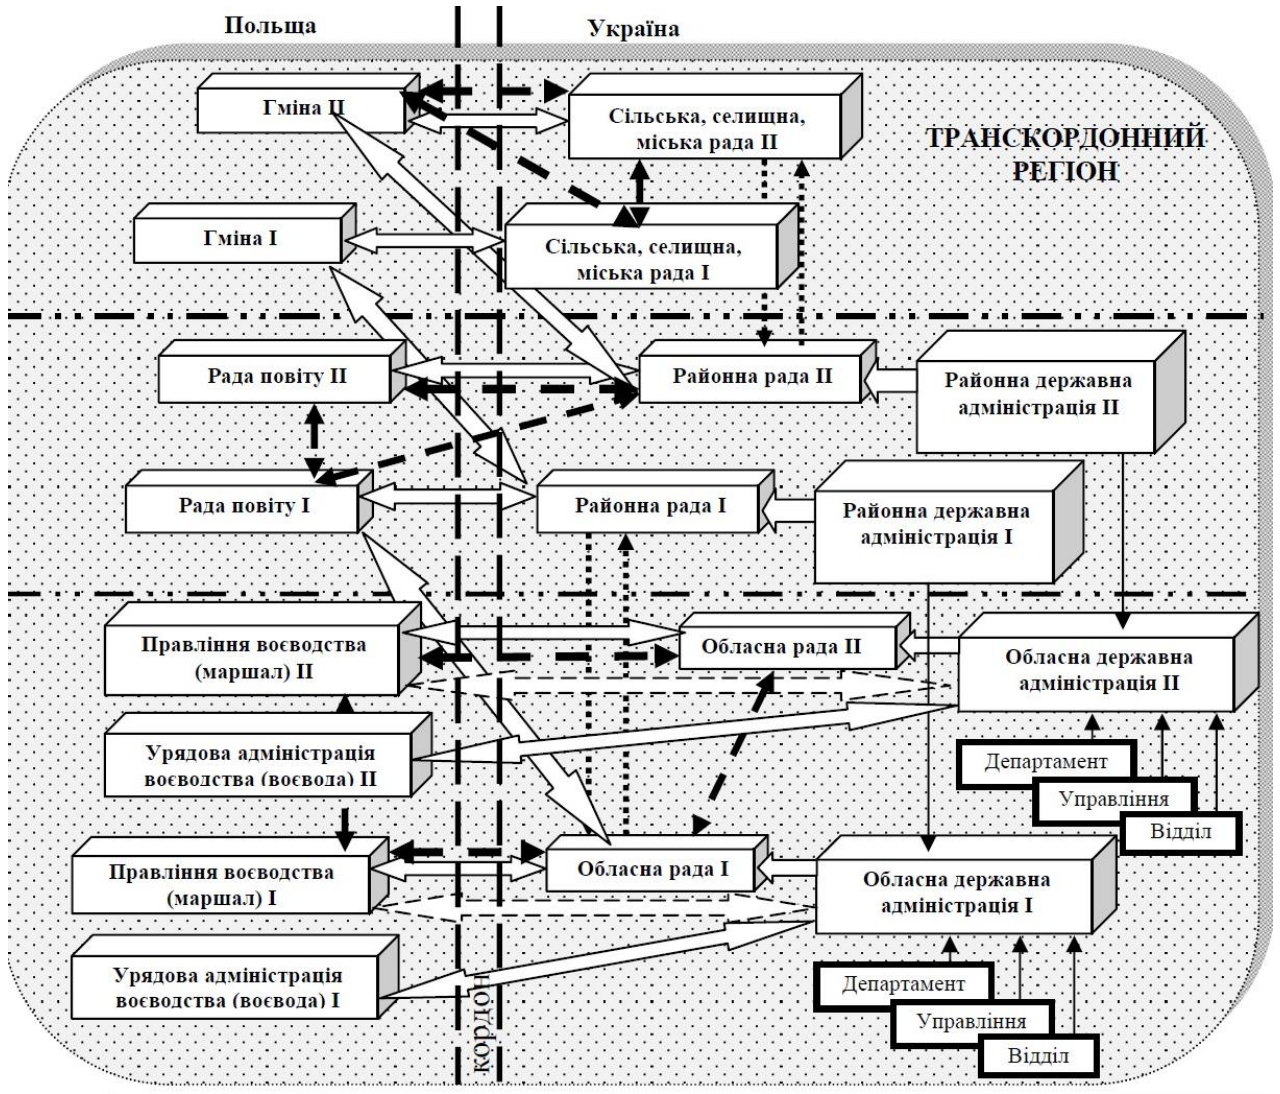 Польща
Україна
Гміна ІІ
Сільська, селищна,
міська рада ІІ
ТРАНСКОРДОННИЙ
РЕГІОН
Гміна І
Сільська, селищна,
міська рада І
Рада повіту ІІ
Районна рада ІІ
Районна державна
адміністрація ІІ
Рада повіту І
Районна рада І
Районна державна
адміністрація І
Правління воєводства
(маршал) ІІ
Обласна рада ІІ
Обласна державна
адміністрація ІІ
Урядова адміністрація
воєводства (воєвода) ІІ
Департамент
Управління
Відділ
Правління воєводства
(маршал) І
Обласна рада І
Обласна державна
адміністрація І
Урядова адміністрація
воєводства (воєвода) І
кордон
Департамент
Управління
Відділ